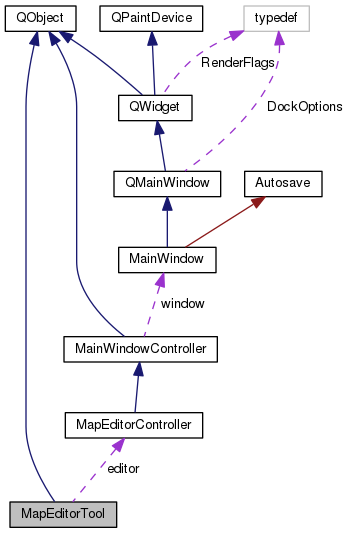 QObject
QPaintDevice
typedef
RenderFlags
QWidget
DockOptions
QMainWindow
Autosave
MainWindow
window
MainWindowController
MapEditorController
editor
MapEditorTool